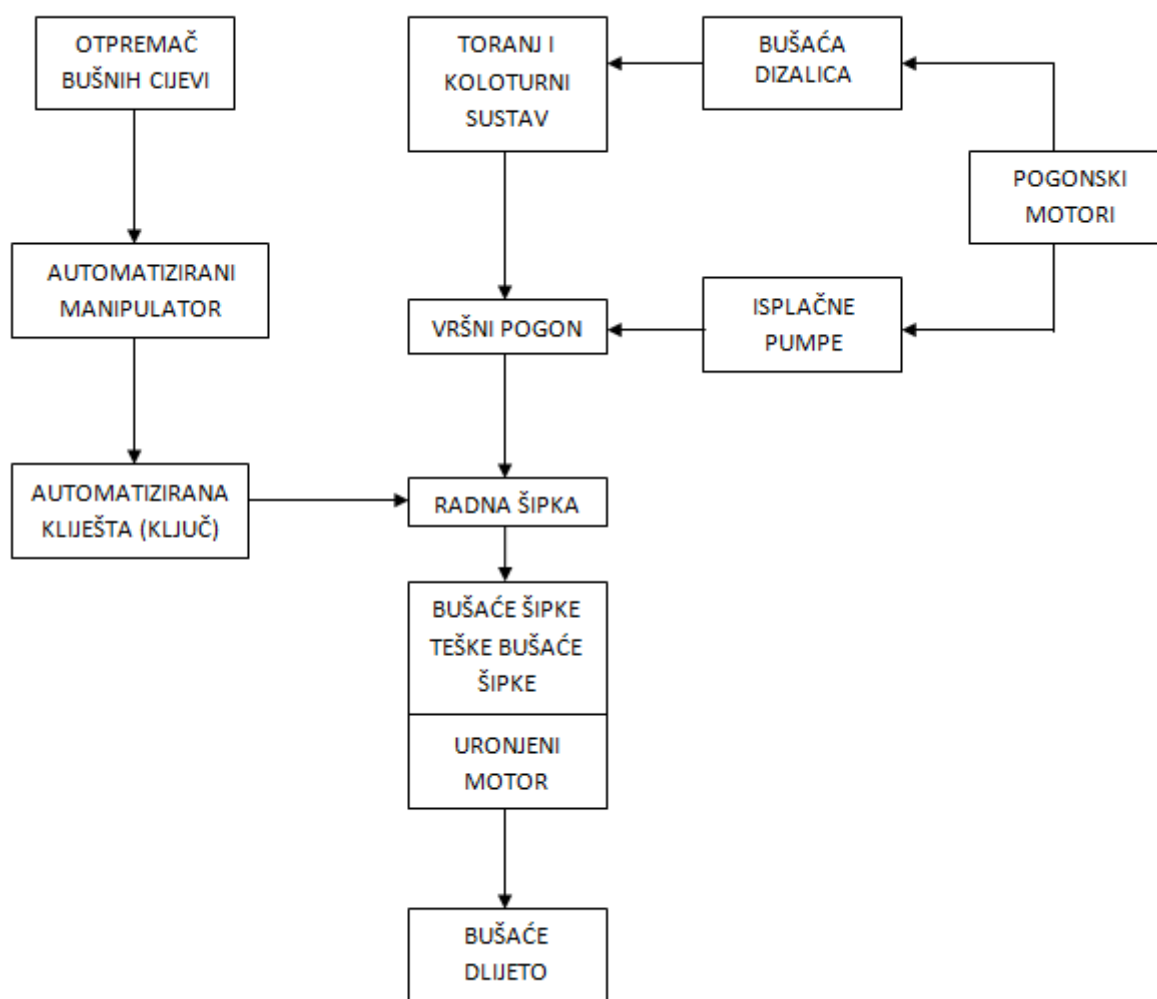 OTPREMAČ
BUŠNIH CIJEVI
TORANJ I
KOLOTURNI
SUSTAV
BUŠAĆA
DIZALICA
POGONSKI
MOTORI
AUTOMATIZIRANI
MANIPULATOR
VRŠNI POGON
ISPLAČNE
PUMPE
AUTOMATIZIRANA
KLIJEŠTA (KLJUČ)
RADNA ŠIPKA
BUŠAĆE ŠIPKE
TEŠKE BUŠAĆE
ŠIPKE
URONJENI
MOTOR
BUŠAĆE
DLIJETO